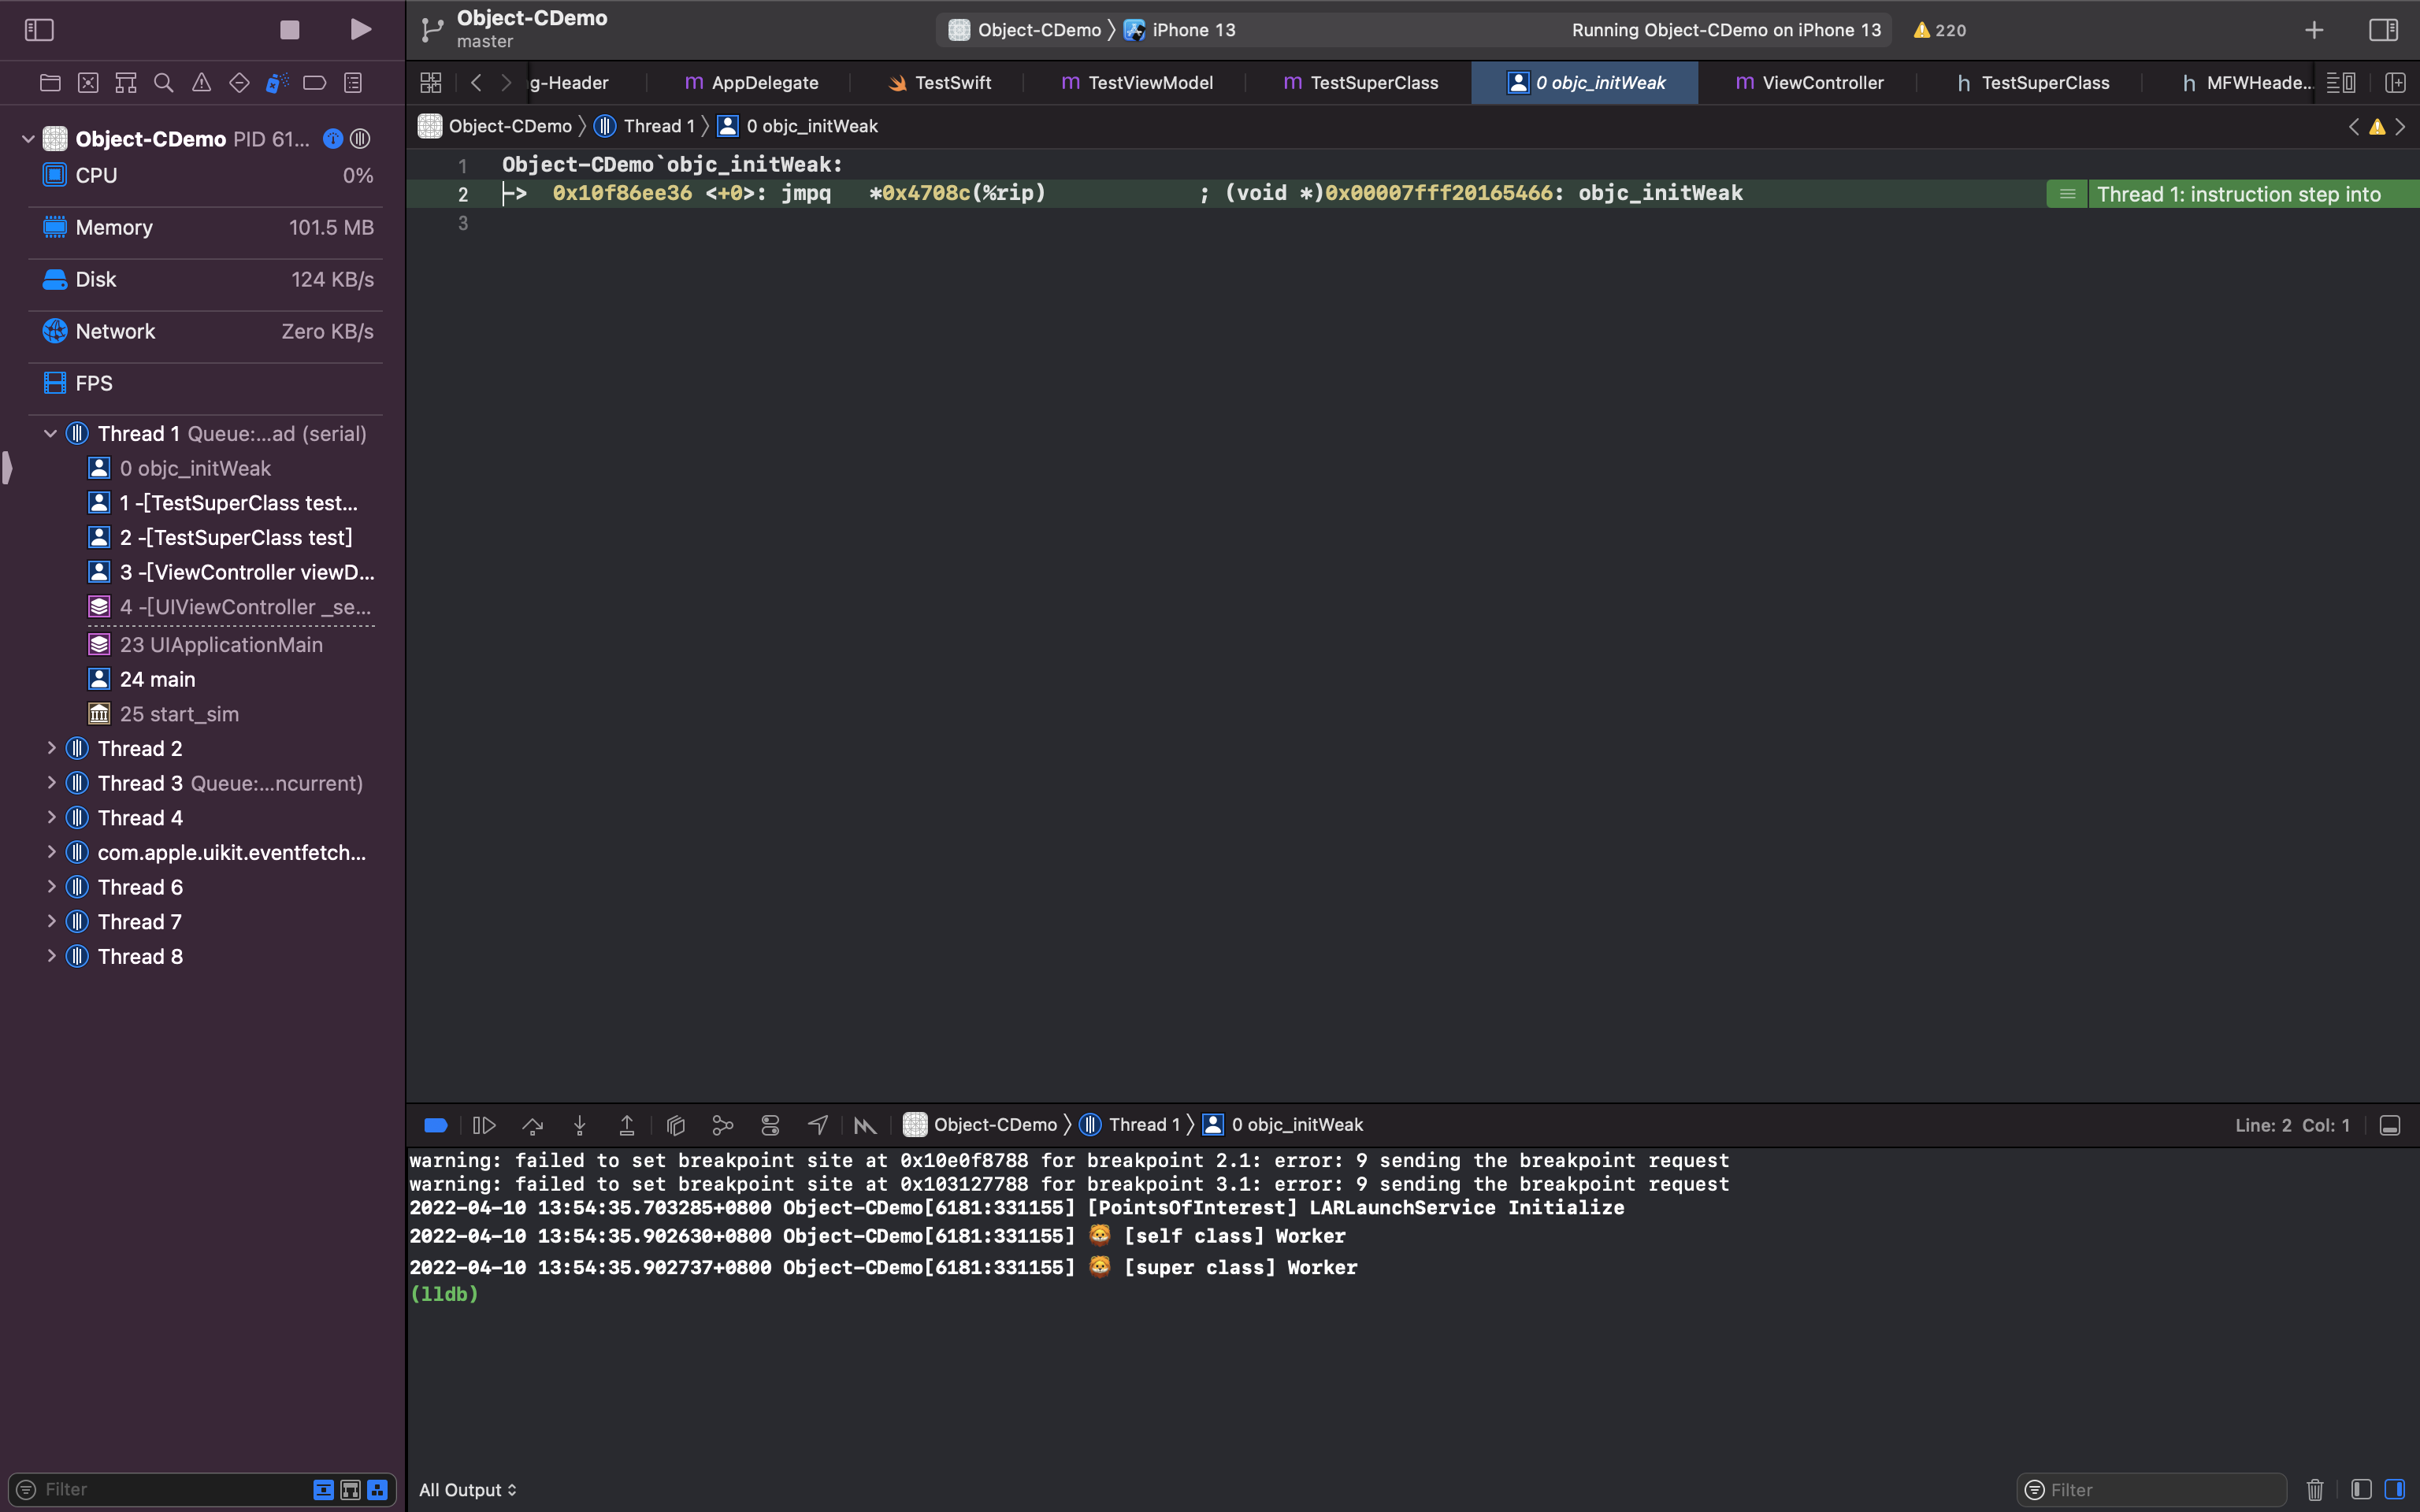 Object-CDemo
master
Object-CDemo 〉 iPhone 13
Running Object-CDemo on iPhone 13
220
g-Header
m AppDelegate
TestSwift
m TestViewModel
m TestSuperClass
0 objc_initWeak
m ViewController
h TestSuperClass
h MFWHeade...
Object-CDemo 〉 Thread 1 〉 0 objc_initWeak
Object-CDemo PID 61...
CPU 0%
Memory 101.5 MB
Disk 124 KB/s
Network Zero KB/s
FPS
Thread 1 Queue:...ad (serial)
0 objc_initWeak
1 -[TestSuperClass test...
2 -[TestSuperClass test]
3 -[ViewController viewD...
4 -[UIViewController _se...
23 UIApplicationMain
24 main
25 start_sim
Thread 2
Thread 3 Queue:...ncurrent)
Thread 4
com.apple.uikit.eventfetch...
Thread 6
Thread 7
Thread 8
Filter
1 Object-CDemo`objc_initWeak:
2 -> 0x10f86ee36 <+0>: jmpq *0x4708c(%rip) ; (void *)0x00007fff20165466: objc_initWeak
Thread 1: instruction step into
3
Object-CDemo 〉 Thread 1 〉 0 objc_initWeak
Line: 2 Col: 1
warning: failed to set breakpoint site at 0x10e0f8788 for breakpoint 2.1: error: 9 sending the breakpoint request
warning: failed to set breakpoint site at 0x103127788 for breakpoint 3.1: error: 9 sending the breakpoint request
2022-04-10 13:54:35.703285+0800 Object-CDemo[6181:331155] [PointsOfInterest] LARLaunchService Initialize
2022-04-10 13:54:35.902630+0800 Object-CDemo[6181:331155] 🦁 [self class] Worker
2022-04-10 13:54:35.902737+0800 Object-CDemo[6181:331155] 🦁 [super class] Worker
(lldb)
All Output
Filter